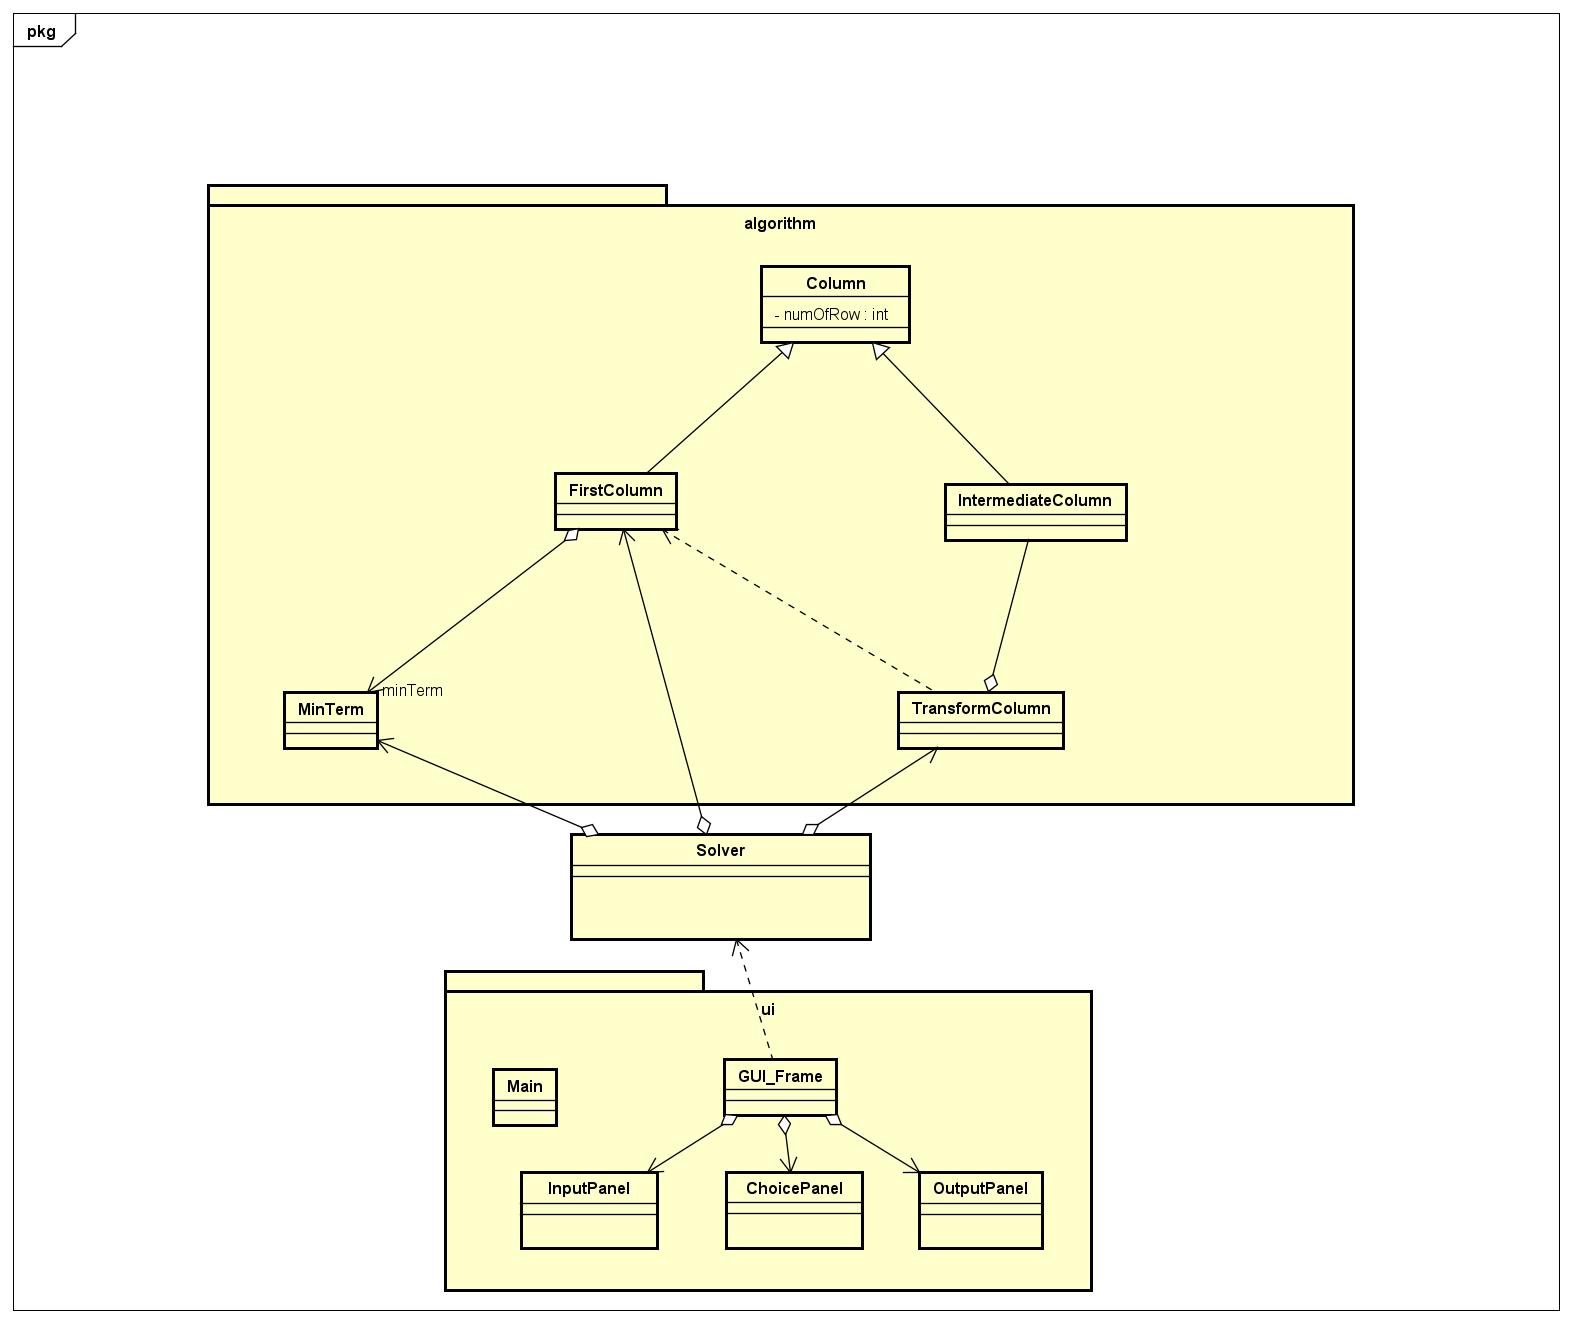 pkg
algorithm
Column
- numOfRow : int
FirstColumn
IntermediateColumn
minTerm
MinTerm
TransformColumn
Solver
ui
GUI_Frame
Main
InputPanel
ChoicePanel
OutputPanel